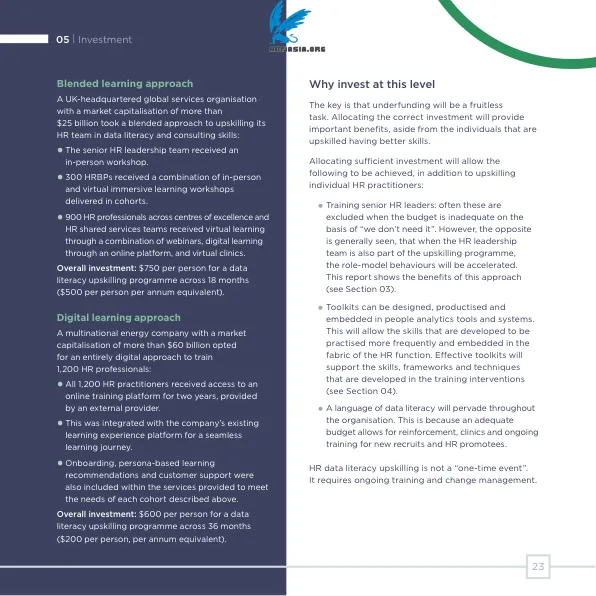 05 | Investment
HRFASIA.ORG
Blended learning approach
A UK-headquartered global services organisation
with a market capitalisation of more than
$25 billion took a blended approach to upskilling its
HR team in data literacy and consulting skills:
• The senior HR leadership team received an
in-person workshop.
• 300 HRBPs received a combination of in-person
and virtual immersive learning workshops
delivered in cohorts.
• 900 HR professionals across centres of excellence and
HR shared services teams received virtual learning
through a combination of webinars, digital learning
through an online platform, and virtual clinics.
Overall investment: $750 per person for a data
literacy upskilling programme across 18 months
($500 per person per annum equivalent).
Digital learning approach
A multinational energy company with a market
capitalisation of more than $60 billion opted
for an entirely digital approach to train
1,200 HR professionals:
• All 1,200 HR practitioners received access to an
online training platform for two years, provided
by an external provider.
• This was integrated with the company's existing
learning experience platform for a seamless
learning journey.
• Onboarding, persona-based learning
recommendations and customer support were
also included within the services provided to meet
the needs of each cohort described above.
Overall investment: $600 per person for a data
literacy upskilling programme across 36 months
($200 per person, per annum equivalent).
Why invest at this level
The key is that underfunding will be a fruitless
task. Allocating the correct investment will provide
important benefits, aside from the individuals that are
upskilled having better skills.
Allocating sufficient investment will allow the
following to be achieved, in addition to upskilling
individual HR practitioners:
• Training senior HR leaders: often these are
excluded when the budget is inadequate on the
basis of “we don't need it”. However, the opposite
is generally seen, that when the HR leadership
team is also part of the upskilling programme,
the role-model behaviours will be accelerated.
This report shows the benefits of this approach
(see Section 03).
• Toolkits can be designed, productised and
embedded in people analytics tools and systems.
This will allow the skills that are developed to be
practised more frequently and embedded in the
fabric of the HR function. Effective toolkits will
support the skills, frameworks and techniques
that are developed in the training interventions
(see Section 04).
• A language of data literacy will pervade throughout
the organisation. This is because an adequate
budget allows for reinforcement, clinics and ongoing
training for new recruits and HR promotees.
HR data literacy upskilling is not a “one-time event”.
It requires ongoing training and change management.
23